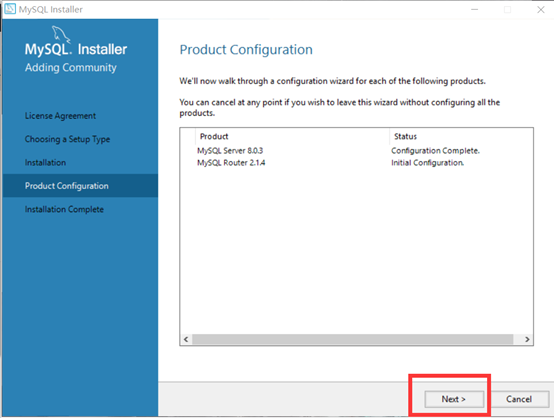 MySQL Installer
MySQL. Installer
Adding Community
License Agreement
Choosing a Setup Type
Installation
Product Configuration
Installation Complete
Product Configuration
We'll now walk through a configuration wizard for each of the following products.
You can cancel at any point if you wish to leave this wizard without configuring all the
products.
Product Status
MySQL Server 8.0.3 Configuration Complete.
MySQL Router 2.1.4 Initial Configuration.
Next > Cancel